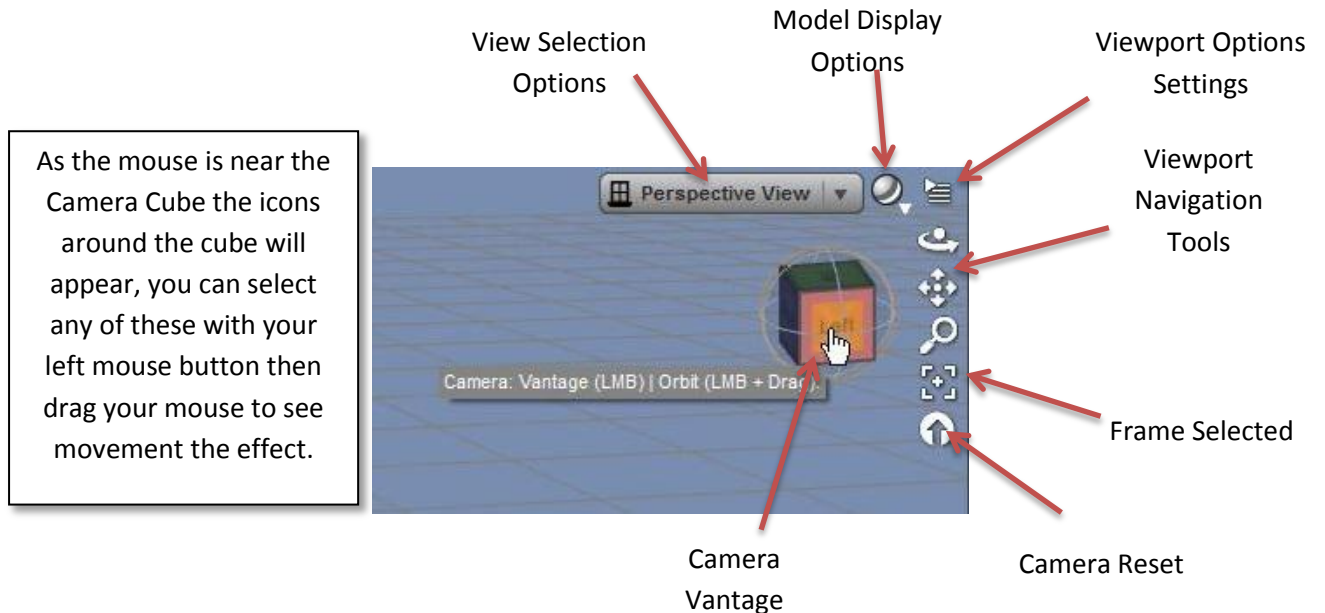 Model Display
Options
View Selection
Options
Viewport Options
Settings
As the mouse is near the
Camera Cube the icons
around the cube will
appear, you can select
any of these with your
left mouse button then
drag your mouse to see
movement the effect.
Viewport
Navigation
Tools
Perspective View
Left
Camera: Vantage (LMB) | Orbit (LMB + Drag).
Frame Selected
Camera Reset
Camera
Vantage